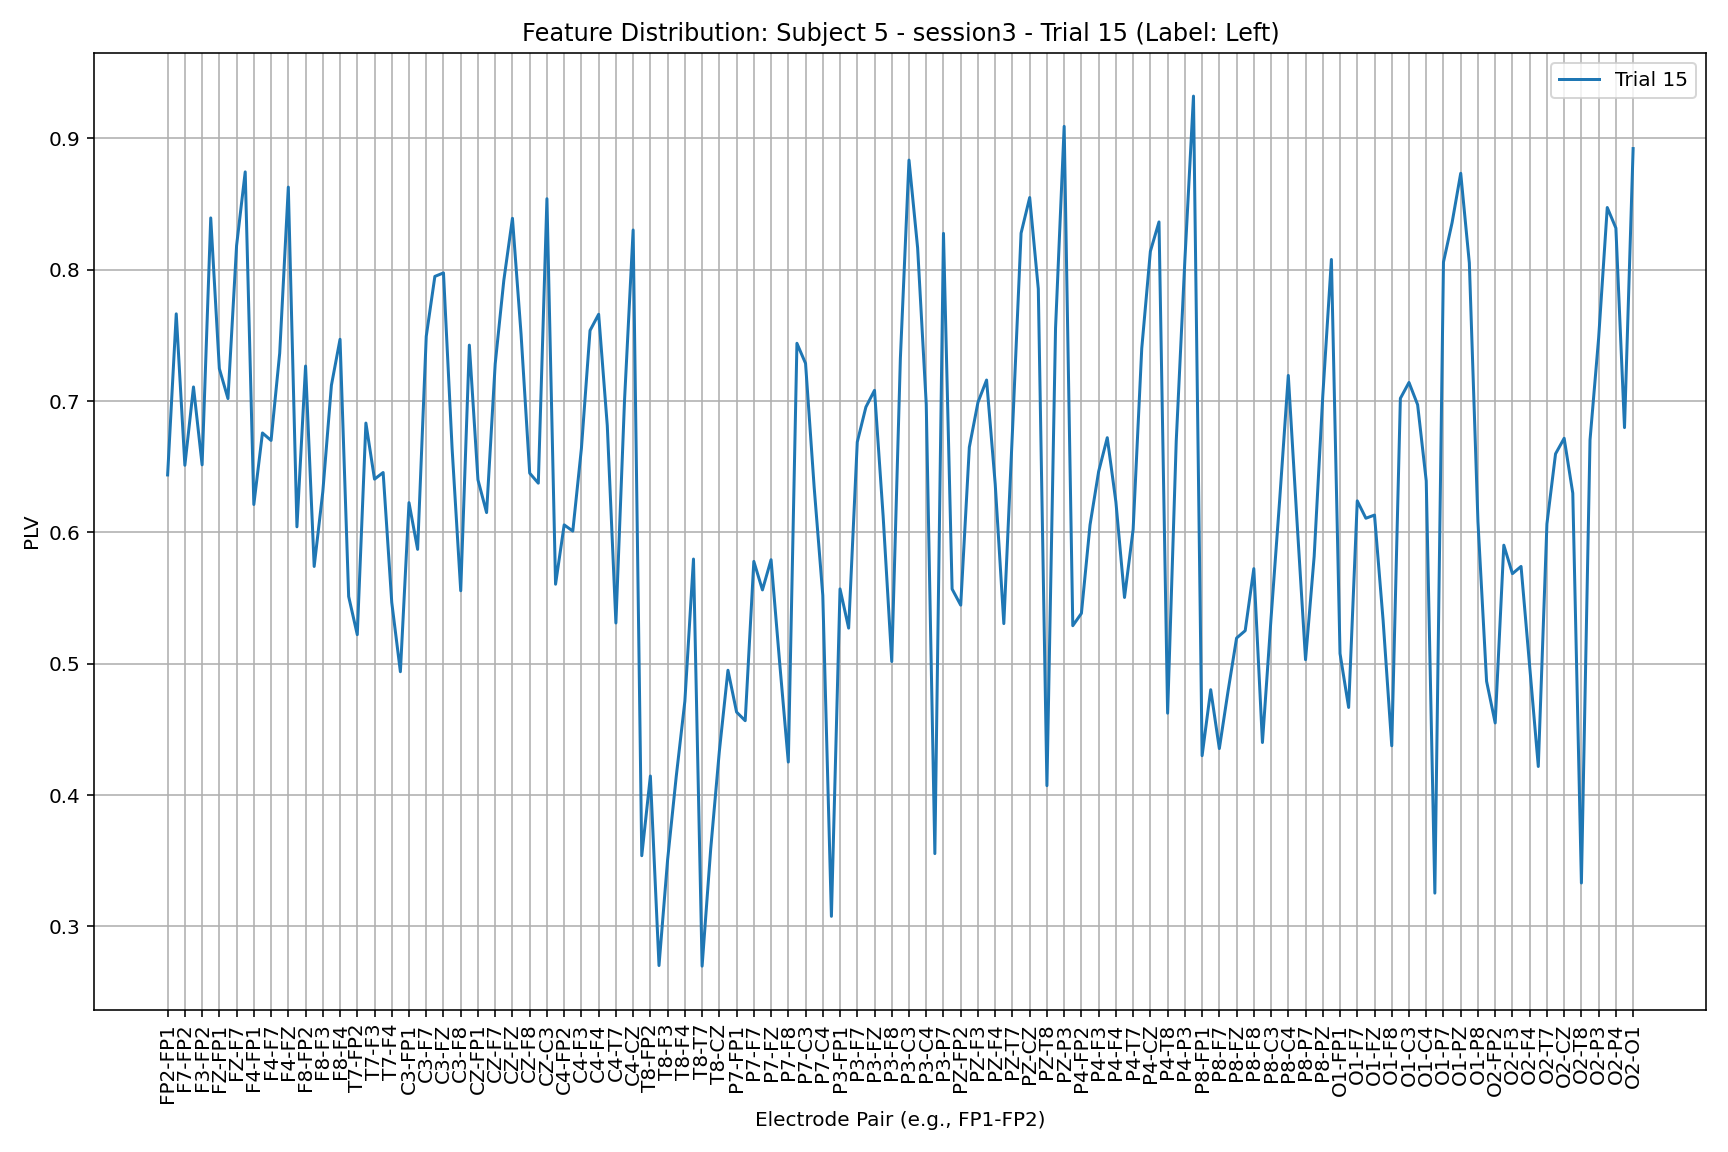 Feature Distribution: Subject 5 - session3 - Trial 15 (Label: Left)
Trial 15
PLV
0.9
0.8
0.7
0.6
0.5
0.4
0.3
FP2-FP1
F7-FP2
F3-FP2
FZ-FP1
FZ-F7
F4-FP1
F4-F7
F4-FZ
F8-FP2
F8-F3
F8-F4
T7-FP2
T7-F3
T7-F4
C3-FP1
C3-F7
C3-FZ
C3-F8
CZ-FP1
CZ-F7
CZ-FZ
CZ-F8
CZ-C3
C4-FP2
C4-F3
C4-F4
C4-T7
C4-CZ
T8-FP2
T8-F3
T8-F4
T8-T7
T8-CZ
P7-FP1
P7-F7
P7-FZ
P7-F8
P7-C3
P7-C4
P3-FP1
P3-F7
P3-FZ
P3-F8
P3-C3
P3-C4
P3-P7
PZ-FP2
PZ-F3
PZ-F4
PZ-T7
PZ-CZ
PZ-T8
PZ-P3
P4-FP2
P4-F3
P4-F4
P4-T7
P4-CZ
P4-T8
P4-P3
P8-FP1
P8-F7
P8-FZ
P8-F8
P8-C3
P8-C4
P8-P7
P8-PZ
O1-FP1
O1-F7
O1-FZ
O1-F8
O1-C3
O1-C4
O1-P7
O1-PZ
O1-P8
O2-FP2
O2-F3
O2-F4
O2-T7
O2-CZ
O2-T8
O2-P3
O2-P4
O2-O1
Electrode Pair (e.g., FP1-FP2)